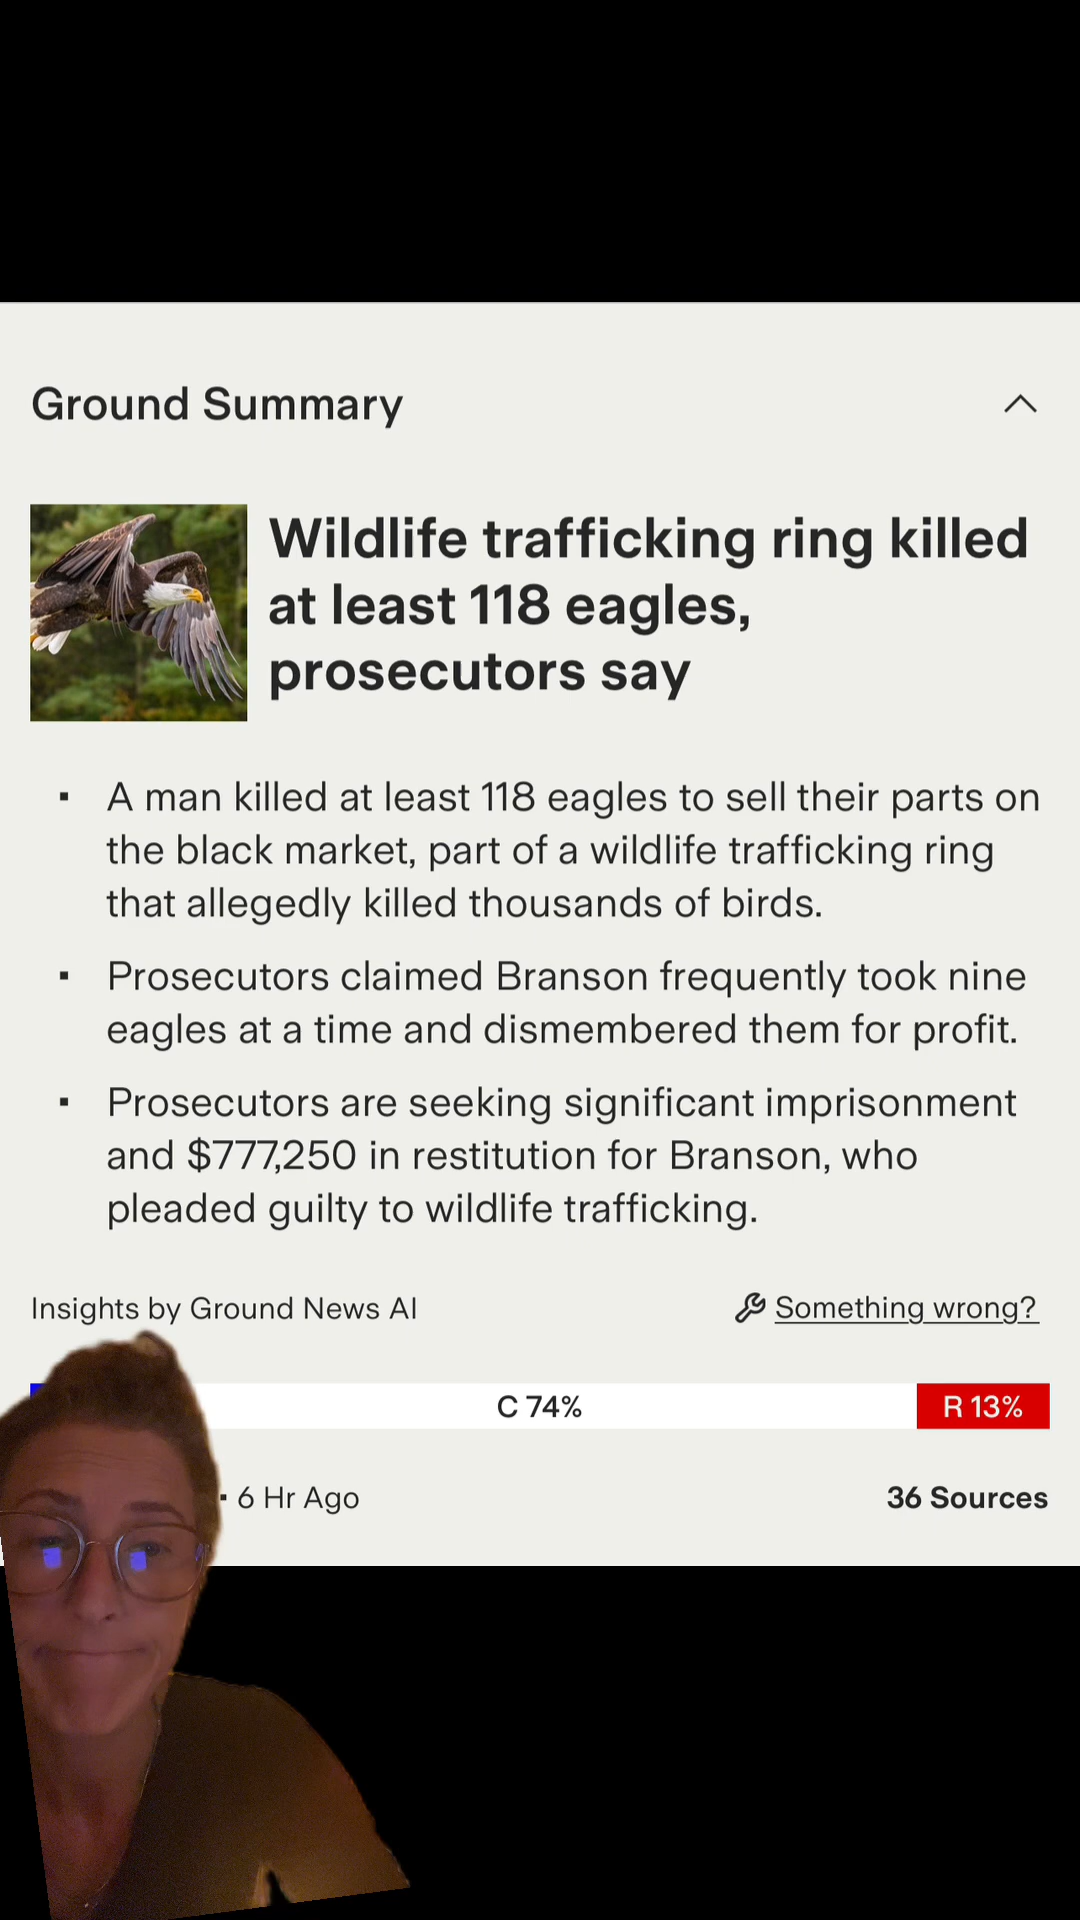 Ground Summary
Wildlife trafficking ring killed
at least 118 eagles,
prosecutors say
▪ A man killed at least 118 eagles to sell their parts on
the black market, part of a wildlife trafficking ring
that allegedly killed thousands of birds.
▪ Prosecutors claimed Branson frequently took nine
eagles at a time and dismembered them for profit.
▪ Prosecutors are seeking significant imprisonment
and $777,250 in restitution for Branson, who
pleaded guilty to wildlife trafficking.
Insights by Ground News AI
Something wrong?
C 74%
R 13%
· 6 Hr Ago
36 Sources